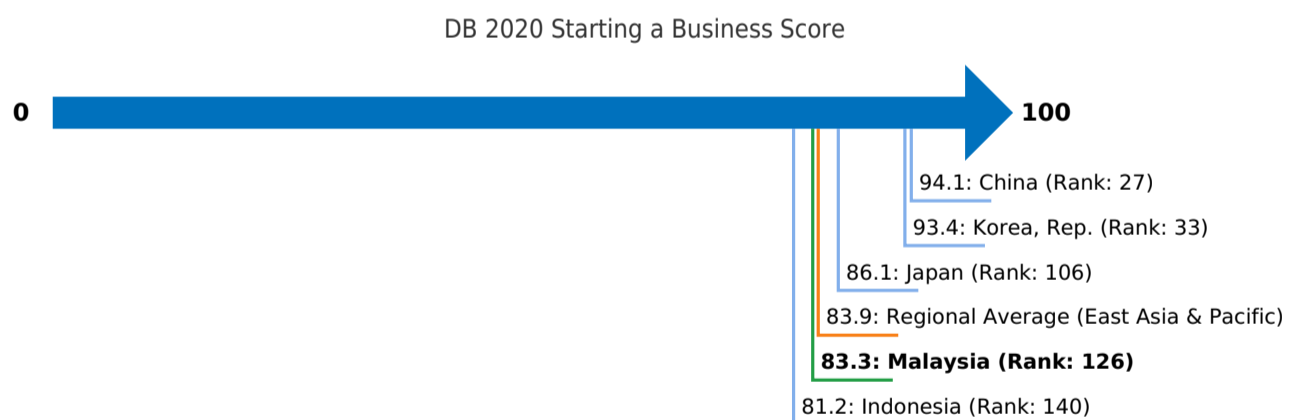 DB 2020 Starting a Business Score
0
100
94.1: China (Rank: 27)
93.4: Korea, Rep. (Rank: 33)
86.1: Japan (Rank: 106)
83.9: Regional Average (East Asia & Pacific)
83.3: Malaysia (Rank: 126)
81.2: Indonesia (Rank: 140)